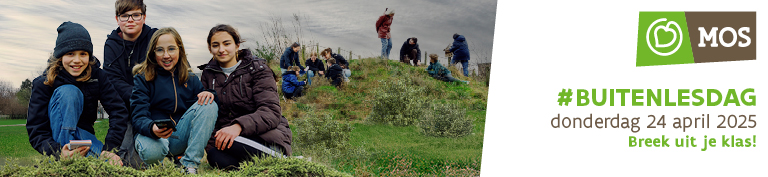 MOS
#BUITENLESDAG
donderdag 24 april 2025
Breek uit je klas!